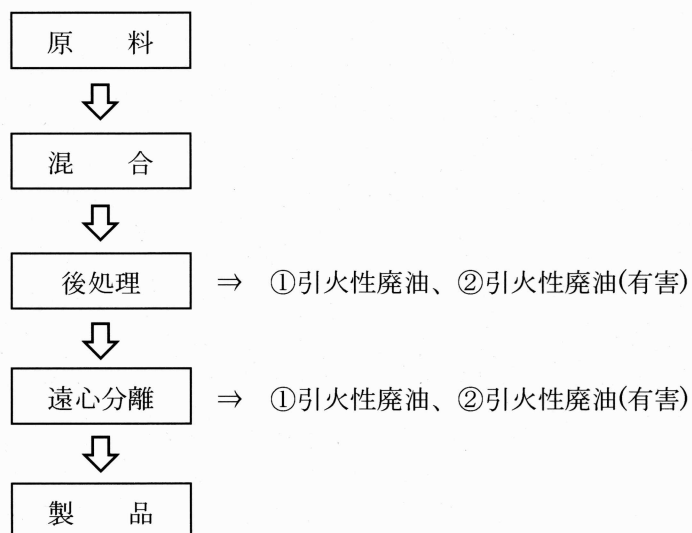 原　　料
混　　合
後処理 ⇒ ①引火性廃油、②引火性廃油(有害)
遠心分離 ⇒ ①引火性廃油、②引火性廃油(有害)
製　　品